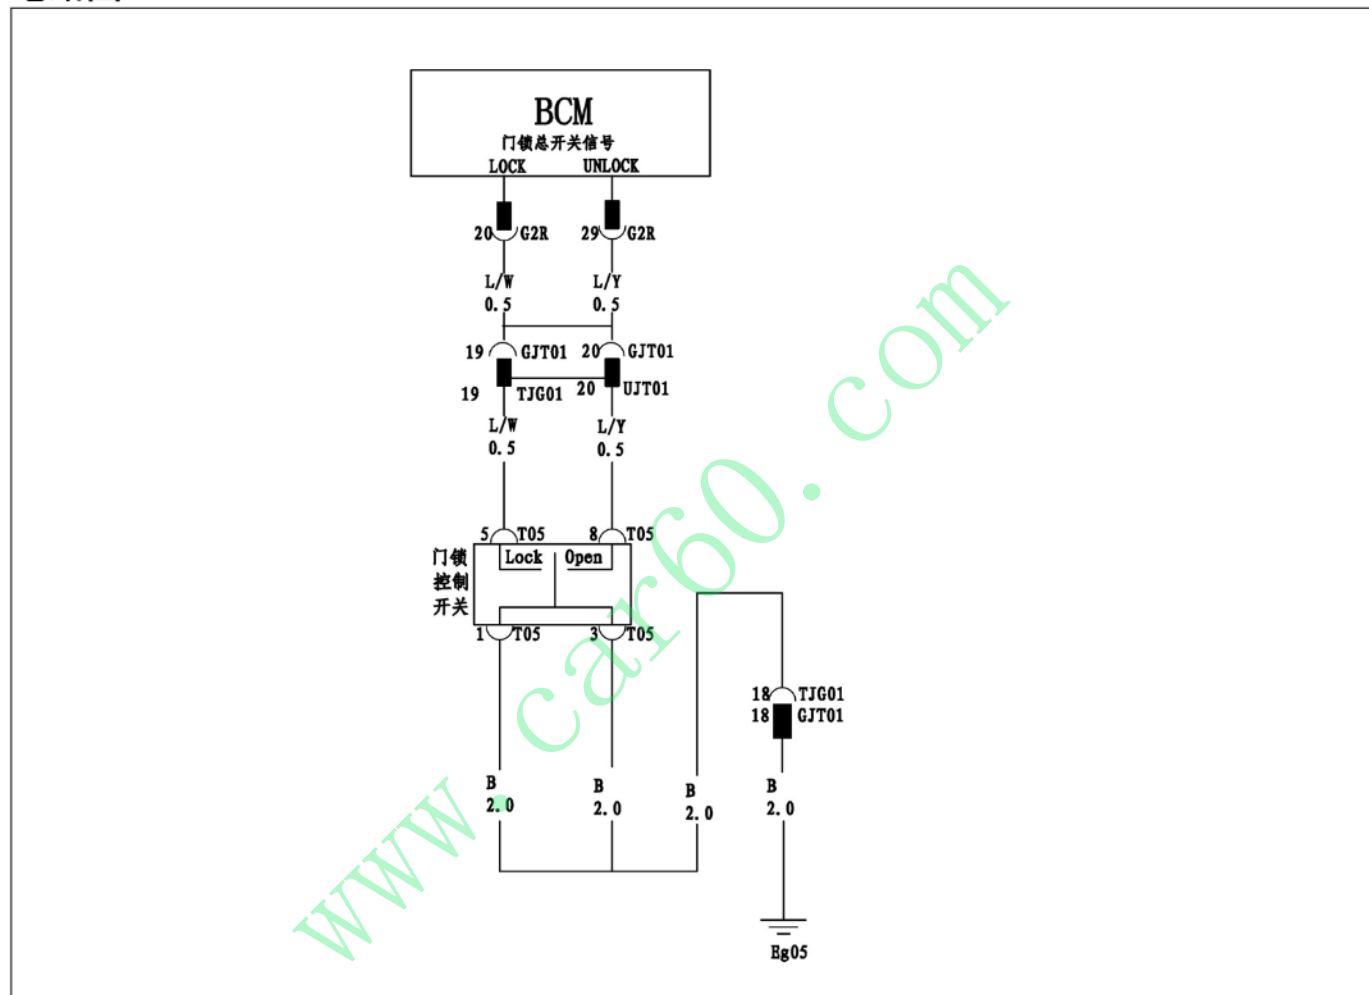 BCM
门锁总开关信号
LOCK UNLOCK
20 G2R 29 G2R
L/W L/Y
0.5 0.5
19 GJT01 20 GJT01
19 TJG01 20 UJT01
L/W L/Y
0.5 0.5
5 T05 8 T05
门锁 Lock Open
控制
开关
1 T05 3 T05
18 TJG01
18 GJT01
B B B B
2.0 2.0 2.0 2.0
Eg05
www.car60.com